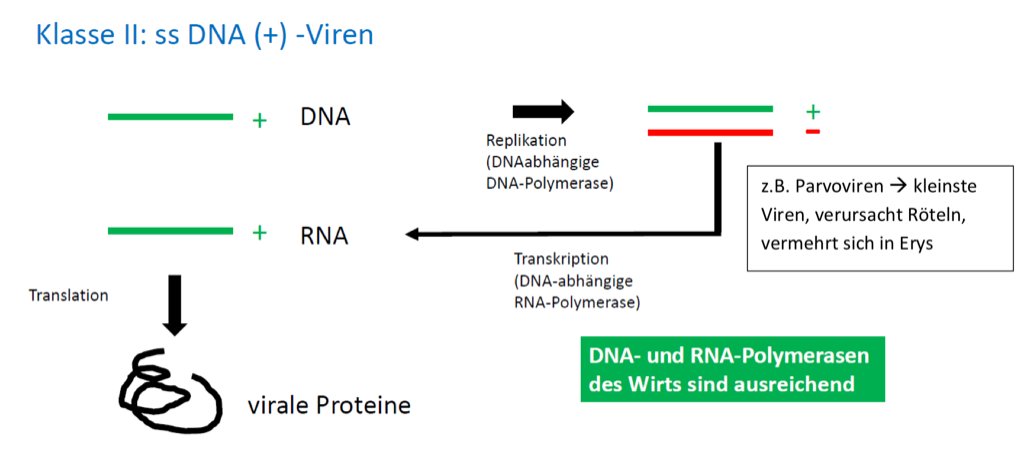 Klasse II: ss DNA (+) -Viren
+ DNA
+
-
Replikation
(DNAabhängige
DNA-Polymerase)
z.B. Parvoviren → kleinste
Viren, verursacht Röteln,
vermehrt sich in Erys
+ RNA
Transkription
(DNA-abhängige
RNA-Polymerase)
Translation
DNA- und RNA-Polymerasen
des Wirts sind ausreichend
virale Proteine